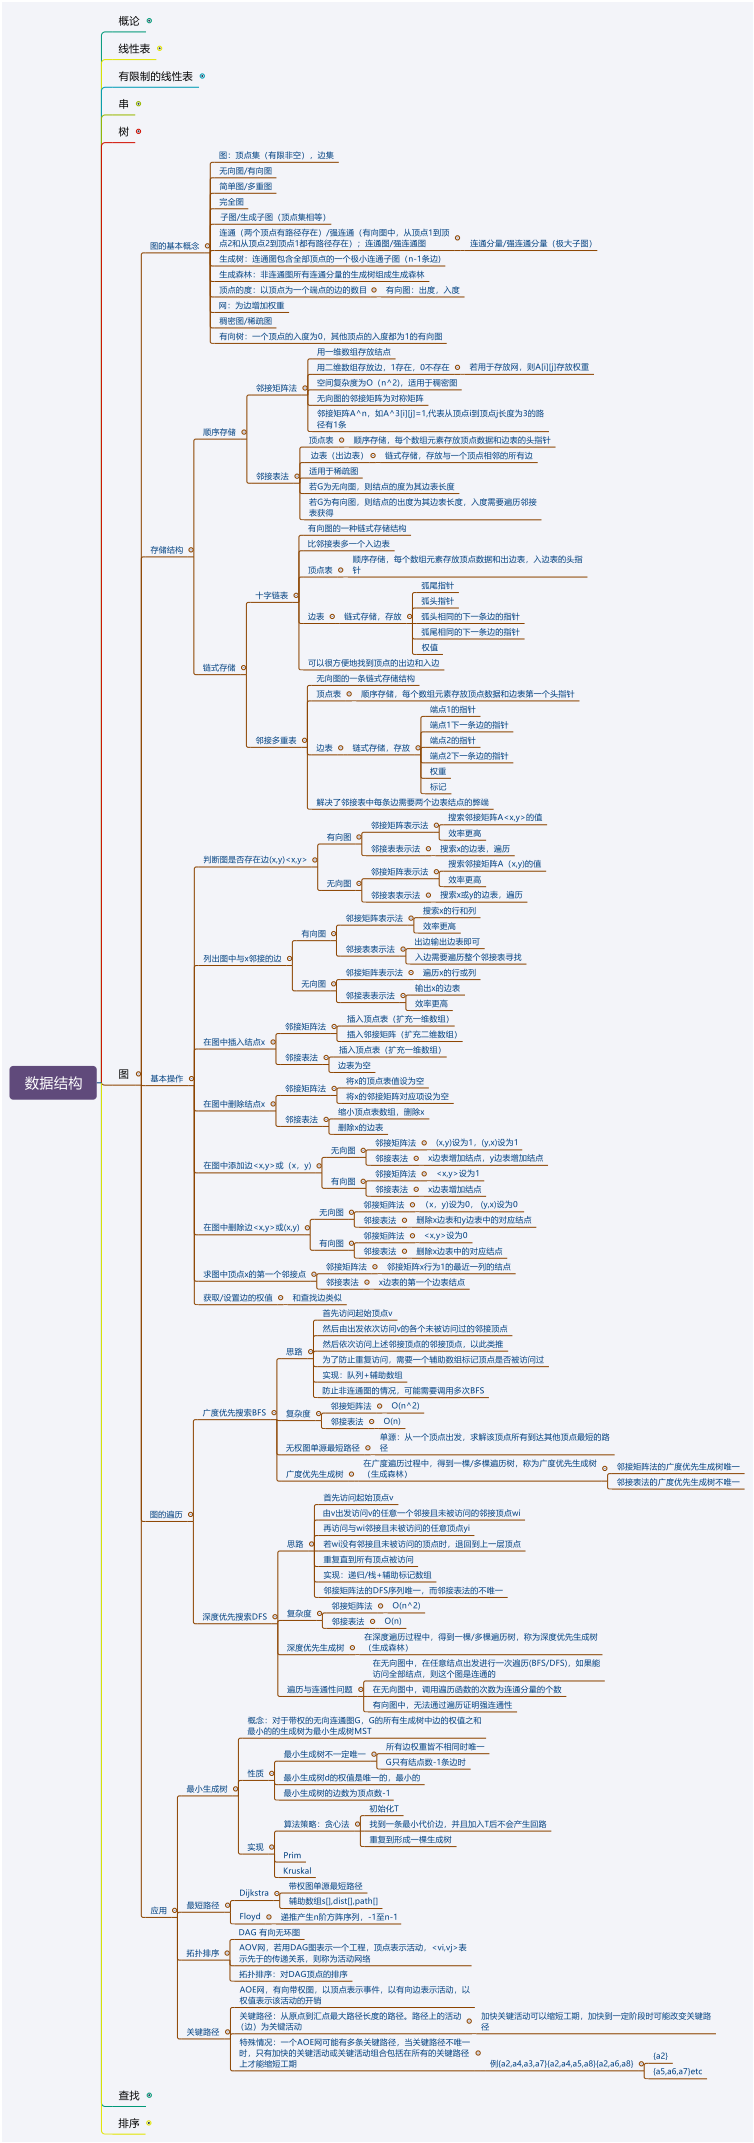 概论
线性表
有限制的线性表
串
树
图：顶点集（有限非空），边集
无向图/有向图
简单图/多重图
完全图
子图/生成子图（顶点集相等）
图的基本概念
连通（两个顶点有路径存在）/强连通（有向图中，从顶点1到顶
点2和从顶点2到顶点1都有路径存在）；连通图/强连通图
连通分量/强连通分量（极大子图）
生成树：连通图包含全部顶点的一个极小连通子图（n-1条边)
生成森林：非连通图所有连通分量的生成树组成生成森林
顶点的度：以顶点为一个端点的边的数目
有向图：出度，入度
网：为边增加权重
稠密图/稀疏图
有向树：一个顶点的入度为0，其他顶点的入度都为1的有向图
存储结构
顺序存储
邻接矩阵法
用一维数组存放结点
用二维数组存放边，1存在，0不存在
若用于存放网，则A[i][j]存放权重
空间复杂度为O（n^2)，适用于稠密图
无向图的邻接矩阵为对称矩阵
邻接矩阵A^n，如A^3[i][j]=1,代表从顶点i到顶点j长度为3的路
径有1条
邻接表法
顶点表
顺序存储，每个数组元素存放顶点数据和边表的头指针
边表（出边表）
链式存储，存放与一个顶点相邻的所有边
适用于稀疏图
若G为无向图，则结点的度为其边表长度
若G为有向图，则结点的出度为其边表长度，入度需要遍历邻接
表获得
链式存储
十字链表
有向图的一种链式存储结构
比邻接表多一个入边表
顶点表
顺序存储，每个数组元素存放顶点数据和出边表，入边表的头指
针
边表
链式存储，存放
弧尾指针
弧头指针
弧头相同的下一条边的指针
弧尾相同的下一条边的指针
权值
可以很方便地找到顶点的出边和入边
邻接多重表
无向图的一条链式存储结构
顶点表
顺序存储，每个数组元素存放顶点数据和边表第一个头指针
边表
链式存储，存放
端点1的指针
端点1下一条边的指针
端点2的指针
端点2下一条边的指针
权重
标记
解决了邻接表中每条边需要两个边表结点的弊端
数据结构
图
基本操作
判断图是否存在边(x,y)<x,y>
有向图
邻接矩阵表示法
搜索邻接矩阵A<x,y>的值
效率更高
邻接表表示法
搜索x的边表，遍历
无向图
邻接矩阵表示法
搜索邻接矩阵A（x,y)的值
效率更高
邻接表表示法
搜索x或y的边表，遍历
列出图中与x邻接的边
有向图
邻接矩阵表示法
搜索x的行和列
效率更高
邻接表表示法
出边输出边表即可
入边需要遍历整个邻接表寻找
无向图
邻接矩阵表示法
遍历x的行或列
邻接表表示法
输出x的边表
效率更高
在图中插入结点x
邻接矩阵法
插入顶点表（扩充一维数组）
插入邻接矩阵（扩充二维数组）
邻接表法
插入顶点表（扩充一维数组）
边表为空
在图中删除结点x
邻接矩阵法
将x的顶点表值设为空
将x的邻接矩阵对应项设为空
邻接表法
缩小顶点表数组，删除x
删除x的边表
在图中添加边<x,y>或（x，y)
无向图
邻接矩阵法
(x,y)设为1，(y,x)设为1
邻接表法
x边表增加结点，y边表增加结点
有向图
邻接矩阵法
<x,y>设为1
邻接表法
x边表增加结点
在图中删除边<x,y>或(x,y)
无向图
邻接矩阵法
（x，y)设为0，（y,x)设为0
邻接表法
删除x边表和y边表中的对应结点
有向图
邻接矩阵法
<x,y>设为0
邻接表法
删除x边表中的对应结点
求图中顶点x的第一个邻接点
邻接矩阵法
邻接矩阵x行为1的最近一列的结点
邻接表法
x边表的第一个边表结点
获取/设置边的权值
和查找边类似
图的遍历
广度优先搜索BFS
思路
首先访问起始顶点v
然后由出发依次访问v的各个未被访问过的邻接顶点
然后依次访问上述邻接顶点的邻接顶点，以此类推
为了防止重复访问，需要一个辅助数组标记顶点是否被访问过
实现：队列+辅助数组
防止非连通图的情况，可能需要调用多次BFS
复杂度
邻接矩阵法
O(n^2)
邻接表法
O(n)
无权图单源最短路径
单源：从一个顶点出发，求解该顶点所有到达其他顶点最短的路
径
广度优先生成树
在广度遍历过程中，得到一棵/多棵遍历树，称为广度优先生成树
（生成森林）
邻接矩阵法的广度优先生成树唯一
邻接表法的广度优先生成树不唯一
深度优先搜索DFS
思路
首先访问起始顶点v
由v出发访问v的任意一个邻接且未被访问的邻接顶点wi
再访问与wi邻接且未被访问的任意顶点yi
若wi没有邻接且未被访问的顶点时，退回到上一层顶点
重复直到所有顶点被访问
实现：递归/栈+辅助标记数组
邻接矩阵法的DFS序列唯一，而邻接表法的不唯一
复杂度
邻接矩阵法
O(n^2)
邻接表法
O(n)
深度优先生成树
在深度遍历过程中，得到一棵/多棵遍历树，称为深度优先生成树
（生成森林）
遍历与连通性问题
在无向图中，在任意结点出发进行一次遍历(BFS/DFS)，如果能
访问全部结点，则这个图是连通的
在无向图中，调用遍历函数的次数为连通分量的个数
有向图中，无法通过遍历证明强连通性
应用
最小生成树
概念：对于带权的无向连通图G，G的所有生成树中边的权值之和
最小的的生成树为最小生成树MST
性质
最小生成树不一定唯一
所有边权重皆不相同时唯一
G只有结点数-1条边时
最小生成树d的权值是唯一的，最小的
最小生成树的边数为顶点数-1
实现
算法策略：贪心法
初始化T
找到一条最小代价边，并且加入T后不会产生回路
重复到形成一棵生成树
Prim
Kruskal
最短路径
Dijkstra
带权图单源最短路径
辅助数组s[],dist[],path[]
Floyd
递推产生n阶方阵序列，-1至n-1
拓扑排序
DAG 有向无环图
AOV网，若用DAG图表示一个工程，顶点表示活动，<vi,vj>表
示先于的传递关系，则称为活动网络
拓扑排序：对DAG顶点的排序
关键路径
AOE网，有向带权图，以顶点表示事件，以有向边表示活动，以
权值表示该活动的开销
关键路径：从原点到汇点最大路径长度的路径。路径上的活动
（边）为关键活动
加快关键活动可以缩短工期，加快到一定阶段时可能改变关键路
径
特殊情况：一个AOE网可能有多条关键路径，当关键路径不唯一
时，只有加快的关键活动或关键活动组合包括在所有的关键路径
上才能缩短工期
例{a2,a4,a3,a7}{a2,a4,a5,a8}{a2,a6,a8}
{a2}
{a5,a6,a7}etc
查找
排序